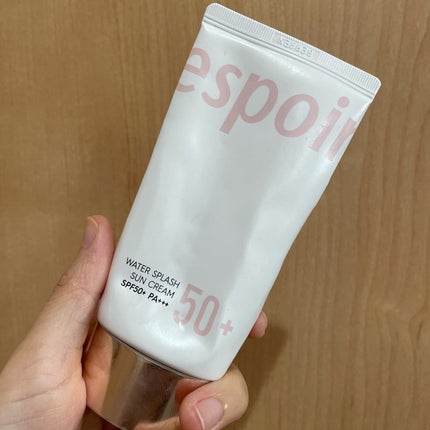 espoir
WATER SPLASH
SUN CREAM
SPF50+ PA+++
50+